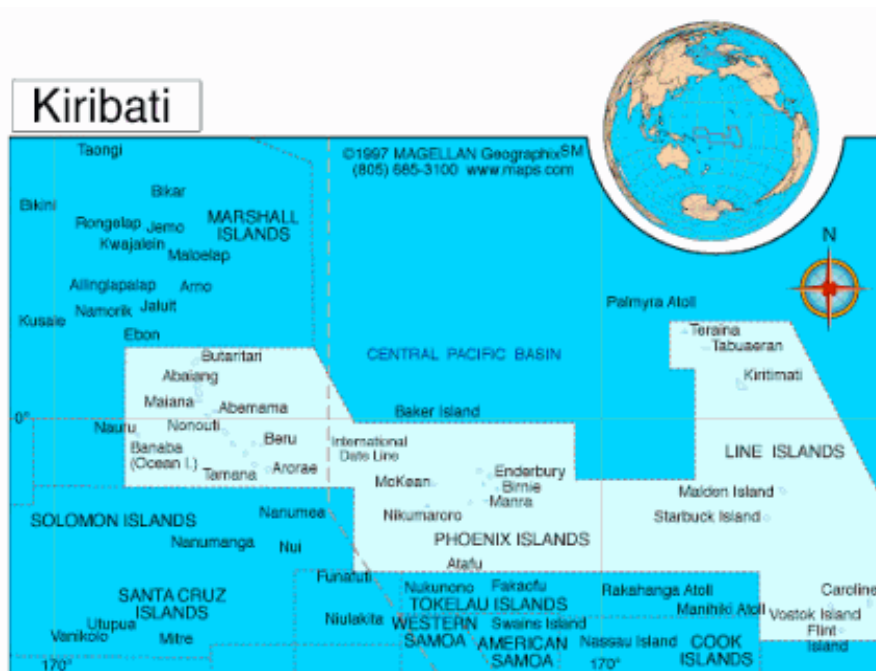 Kiribati
©1997 MAGELLAN GeographixSM
(805) 685-3100 www.maps.com
N
Taongi
Bikar
Bikini
Rongelap
Jemo
MARSHALL
ISLANDS
Kwajalein
Maloelap
Ailinglapalap
Arno
Namorik
Jaluit
Kusaie
Ebon
Palmyra Atoll
Teraina
Tabuaeran
Kiritimati
CENTRAL PACIFIC BASIN
Butaritari
Abaiang
Maiana
Abemama
0°
Nauru
Nonouti
Beru
Banaba
(Ocean I.)
Tamana
Arorae
Baker Island
International
Date Line
LINE ISLANDS
McKean
Enderbury
Birnie
Manra
Nikumaroro
Malden Island
Starbuck Island
PHOENIX ISLANDS
SOLOMON ISLANDS
Nanumea
Nanumanga
Nui
Atafu
Funafuti
Nukunono
Fakaofu
Rakahanga Atoll
TOKELAU ISLANDS
Manihiki Atoll
Caroline
SANTA CRUZ
ISLANDS
Niulakita
WESTERN
SAMOA
Swains Island
Vostok Island
Flint
Island
Utupua
Vanikolo
Mitre
AMERICAN
SAMOA
Nassau Island
COOK
ISLANDS
170°
170°